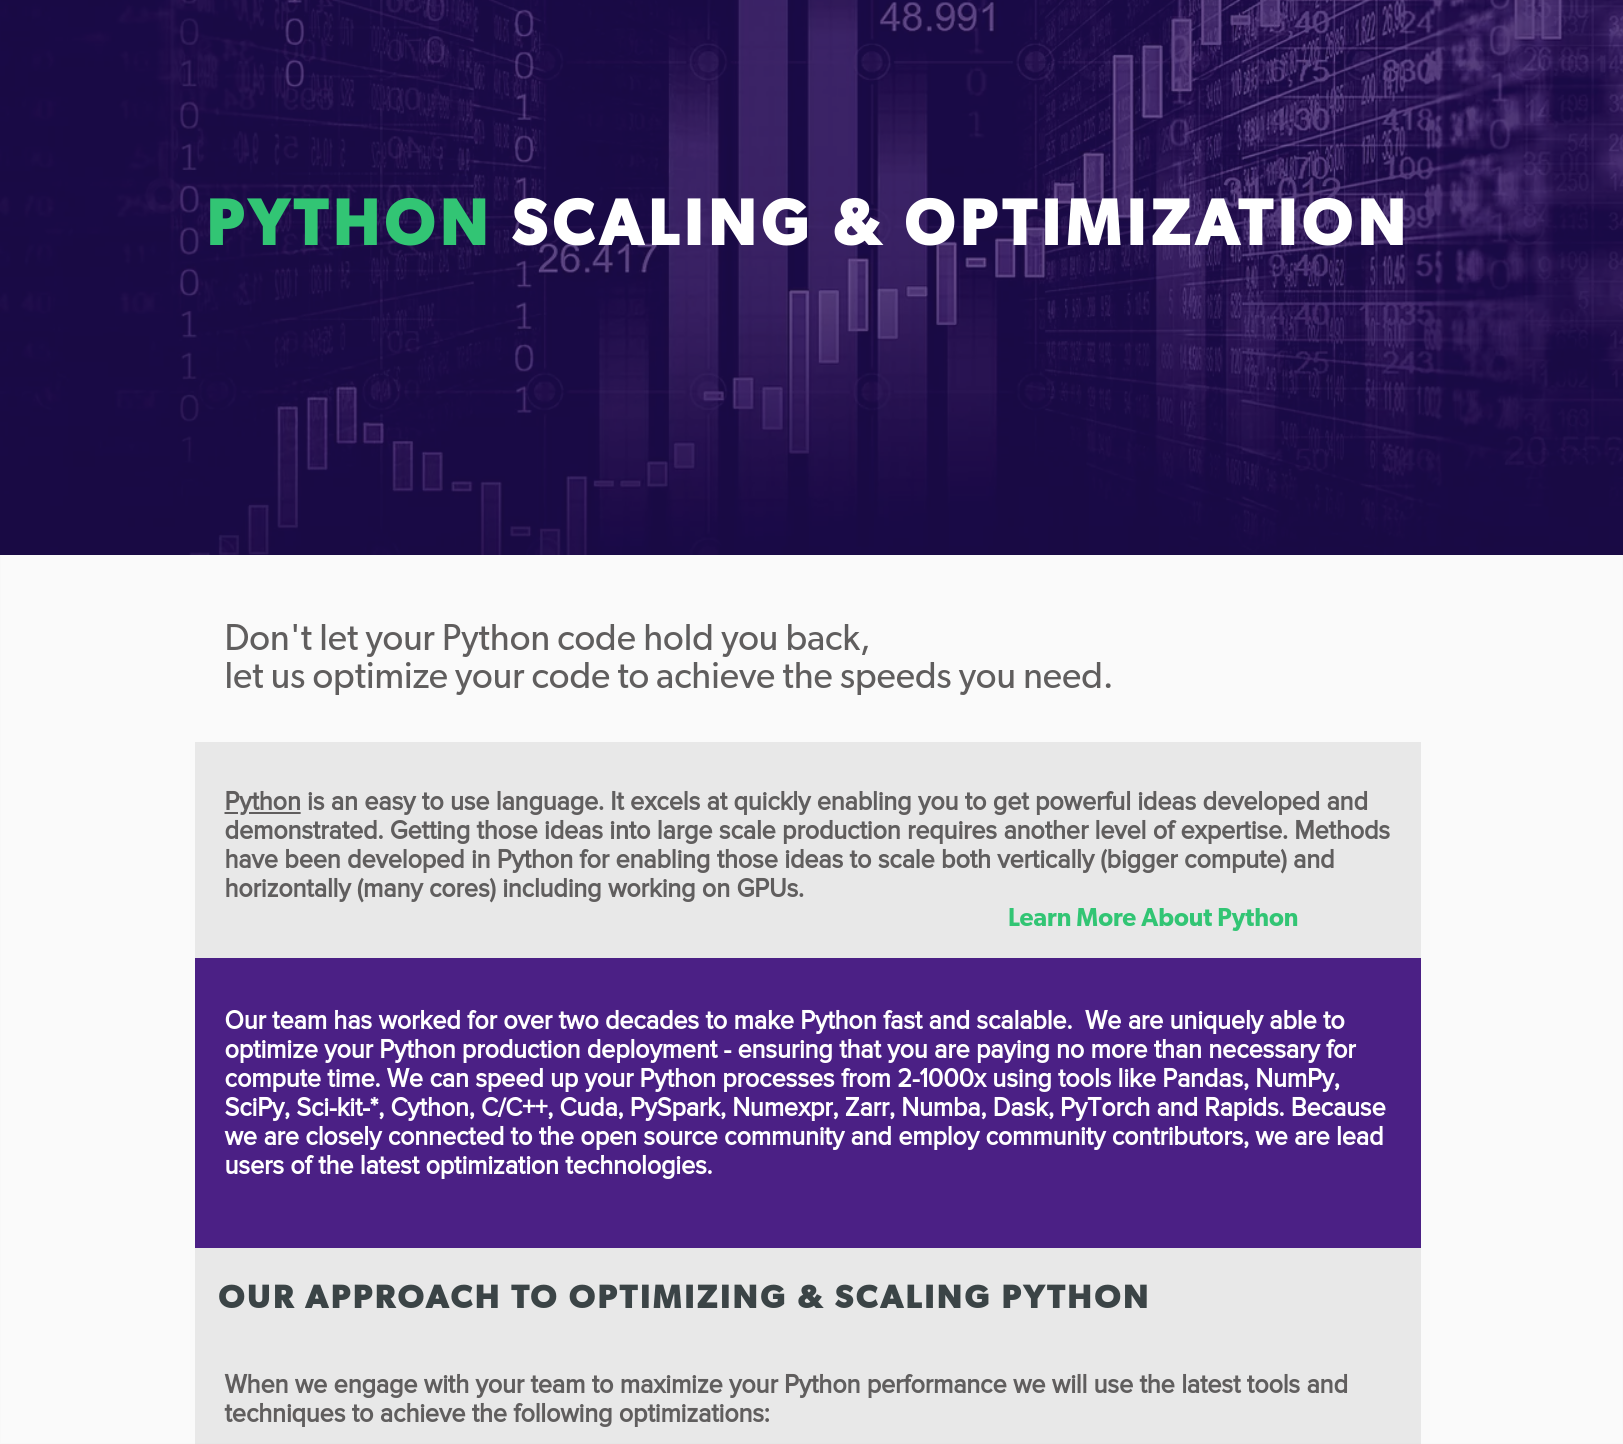 48.991
PYTHON SCALING & OPTIMIZATION
26.417
Don't let your Python code hold you back,
let us optimize your code to achieve the speeds you need.
Python is an easy to use language. It excels at quickly enabling you to get powerful ideas developed and
demonstrated. Getting those ideas into large scale production requires another level of expertise. Methods
have been developed in Python for enabling those ideas to scale both vertically (bigger compute) and
horizontally (many cores) including working on GPUs.
Learn More About Python
Our team has worked for over two decades to make Python fast and scalable.  We are uniquely able to
optimize your Python production deployment - ensuring that you are paying no more than necessary for
compute time. We can speed up your Python processes from 2-1000x using tools like Pandas, NumPy,
SciPy, Sci-kit-*, Cython, C/C++, Cuda, PySpark, Numexpr, Zarr, Numba, Dask, PyTorch and Rapids. Because
we are closely connected to the open source community and employ community contributors, we are lead
users of the latest optimization technologies.
OUR APPROACH TO OPTIMIZING & SCALING PYTHON
When we engage with your team to maximize your Python performance we will use the latest tools and
techniques to achieve the following optimizations: